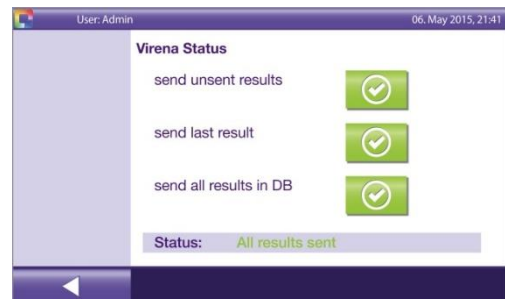 User: Admin 06. May 2015, 21:41
Virena Status
send unsent results
send last result
send all results in DB
Status: All results sent